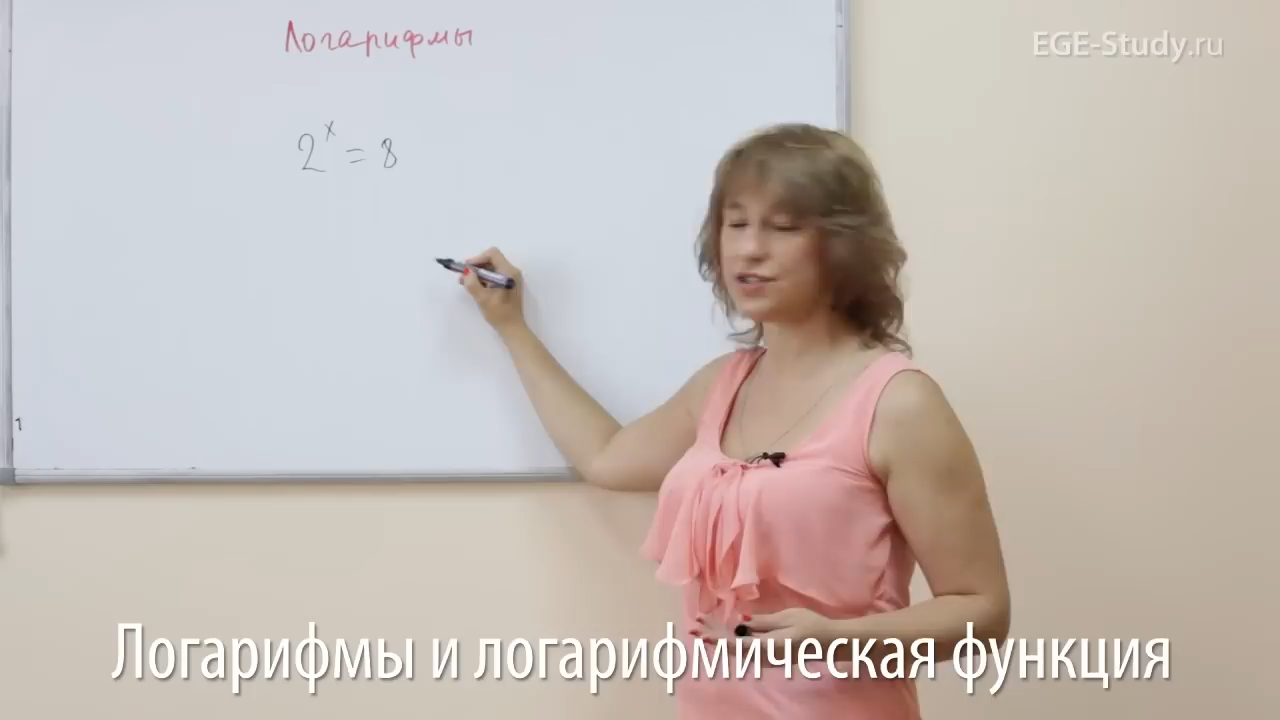 Логарифмы
EGE-Study.ru
2^x = 8
1
Логарифмы и логарифмическая функция